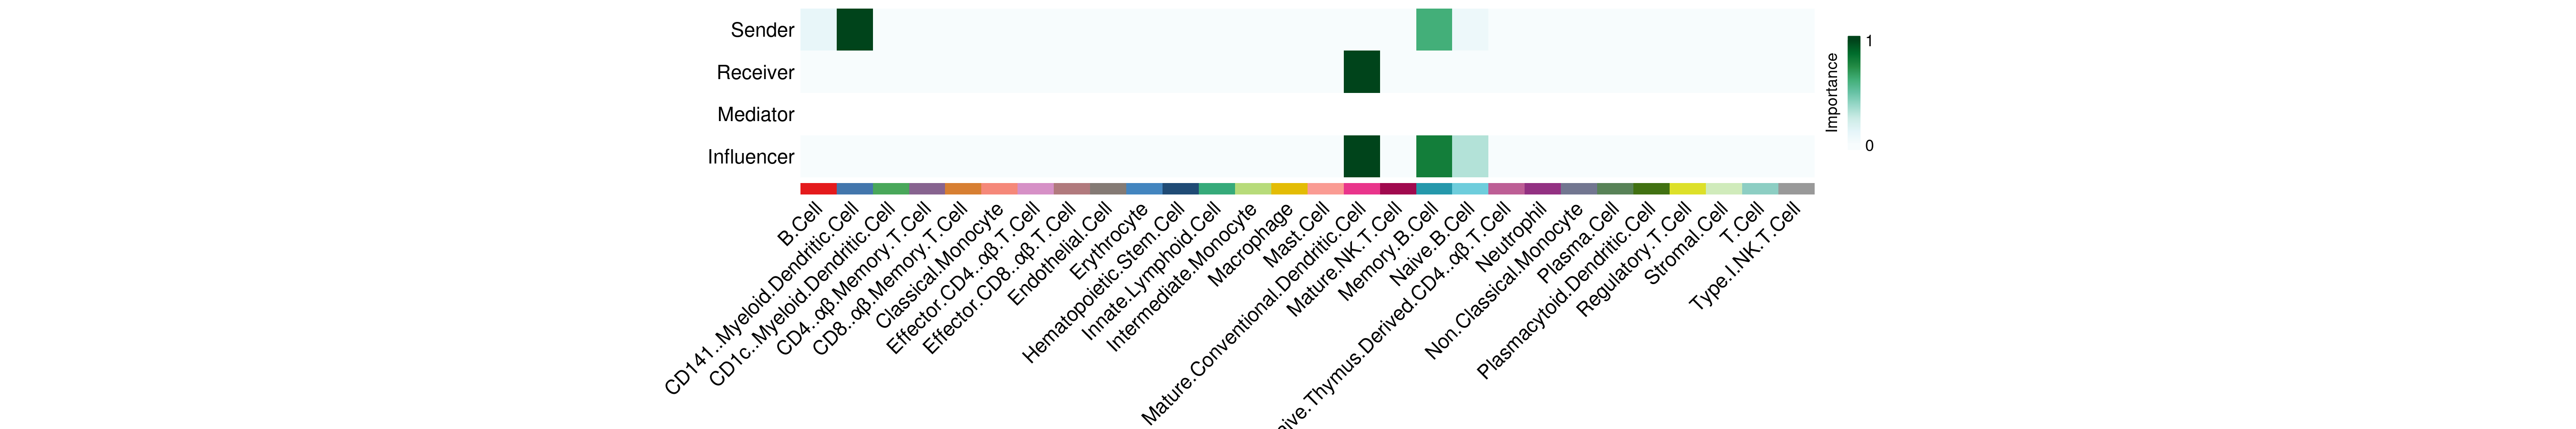 Sender
Receiver
Mediator
Influencer
B.Cell
CD141..Myeloid.Dendritic.Cell
CD1c..Myeloid.Dendritic.Cell
CD4..αβ.Memory.T.Cell
CD8..αβ.Memory.T.Cell
Classical.Monocyte
Effector.CD4..αβ.T.Cell
Effector.CD8..αβ.T.Cell
Endothelial.Cell
Erythrocyte
Hematopoietic.Stem.Cell
Innate.Lymphoid.Cell
Intermediate.Monocyte
Macrophage
Mast.Cell
Mature.Conventional.Dendritic.Cell
Mature.NK.T.Cell
Memory.B.Cell
Naive.B.Cell
ive.Thymus.Derived.CD4..αβ.T.Cell
Neutrophil
Non.Classical.Monocyte
Plasma.Cell
Plasmacytoid.Dendritic.Cell
Regulatory.T.Cell
Stromal.Cell
T.Cell
Type.I.NK.T.Cell
Importance
1
0